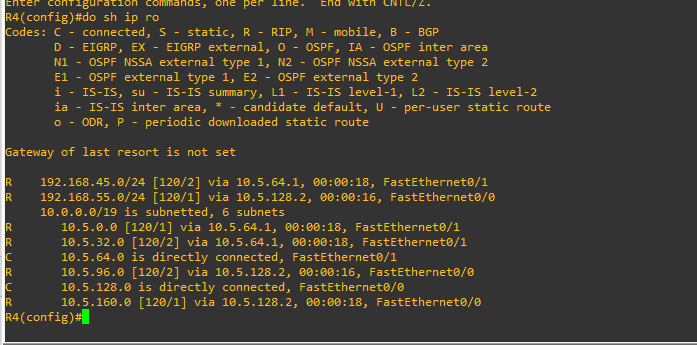 Enter configuration commands, one per line.  End with CNTL/Z.
R4(config)#do sh ip ro
Codes: C - connected, S - static, R - RIP, M - mobile, B - BGP
       D - EIGRP, EX - EIGRP external, O - OSPF, IA - OSPF inter area
       N1 - OSPF NSSA external type 1, N2 - OSPF NSSA external type 2
       E1 - OSPF external type 1, E2 - OSPF external type 2
       i - IS-IS, su - IS-IS summary, L1 - IS-IS level-1, L2 - IS-IS level-2
       ia - IS-IS inter area, * - candidate default, U - per-user static route
       o - ODR, P - periodic downloaded static route
Gateway of last resort is not set
R    192.168.45.0/24 [120/2] via 10.5.64.1, 00:00:18, FastEthernet0/1
R    192.168.55.0/24 [120/1] via 10.5.128.2, 00:00:16, FastEthernet0/0
     10.0.0.0/19 is subnetted, 6 subnets
R       10.5.0.0 [120/1] via 10.5.64.1, 00:00:18, FastEthernet0/1
R       10.5.32.0 [120/2] via 10.5.64.1, 00:00:18, FastEthernet0/1
C       10.5.64.0 is directly connected, FastEthernet0/1
R       10.5.96.0 [120/2] via 10.5.128.2, 00:00:16, FastEthernet0/0
C       10.5.128.0 is directly connected, FastEthernet0/0
R       10.5.160.0 [120/1] via 10.5.128.2, 00:00:18, FastEthernet0/0
R4(config)#